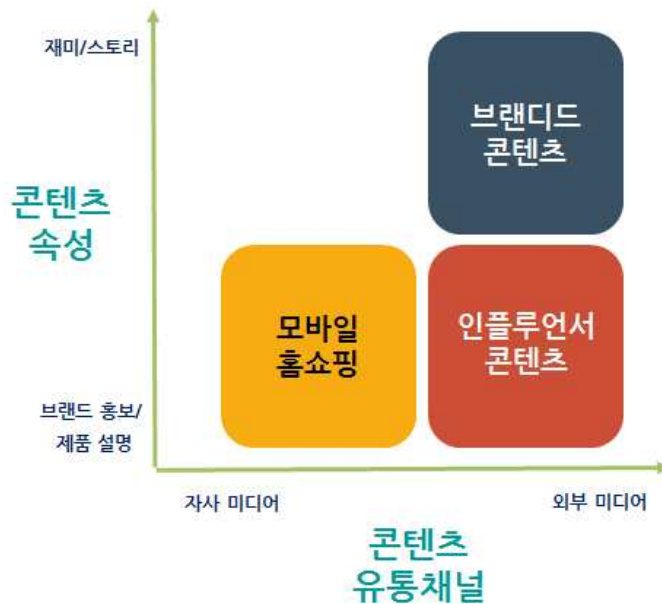 재미/스토리
브랜디드
콘텐츠
콘텐츠
속성
모바일
홈쇼핑
인플루언서
콘텐츠
브랜드 홍보/
제품 설명
자사 미디어
외부 미디어
콘텐츠
유통채널